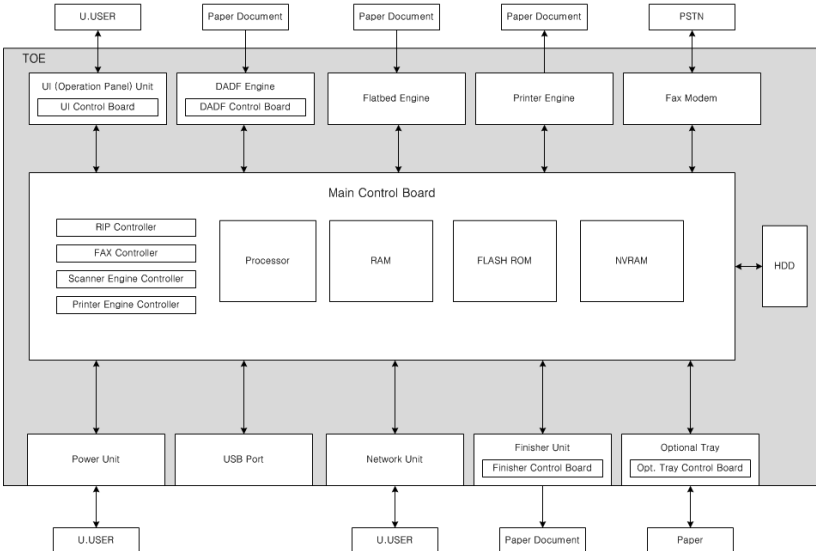 U.USER
Paper Document
Paper Document
Paper Document
PSTN
TOE
UI (Operation Panel) Unit
UI Control Board
DADF Engine
DADF Control Board
Flatbed Engine
Printer Engine
Fax Modem
Main Control Board
RIP Controller
FAX Controller
Scanner Engine Controller
Printer Engine Controller
Processor
RAM
FLASH ROM
NVRAM
HDD
Power Unit
USB Port
Network Unit
Finisher Unit
Finisher Control Board
Optional Tray
Opt. Tray Control Board
U.USER
U.USER
Paper Document
Paper